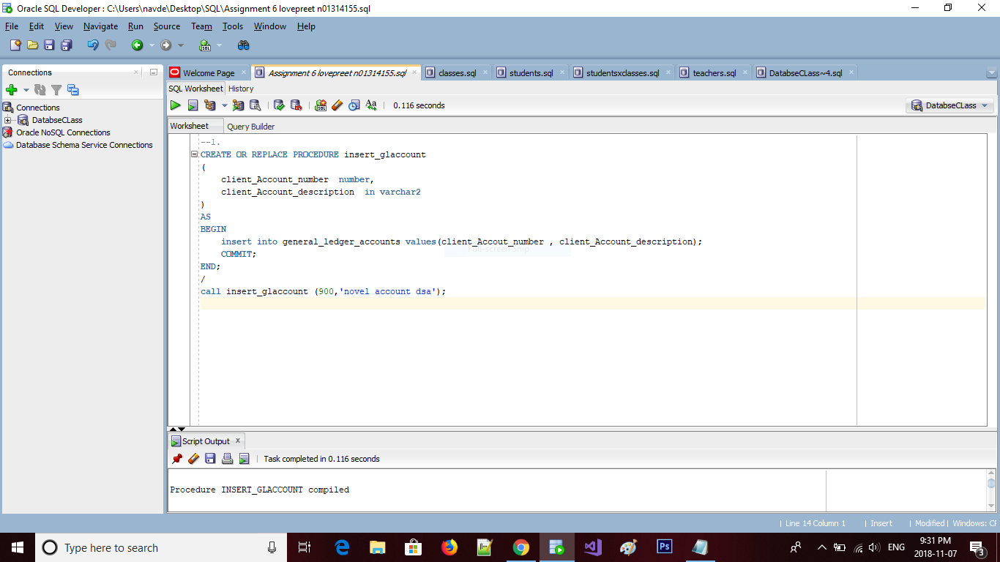 Oracle SQL Developer : C:\Users\navde\Desktop\SQL\Assignment 6 lovepreet n01314155.sql
File Edit View Navigate Run Source Team Tools Window Help
SQL
Connections
Connections
DatabseCLass
Oracle NoSQL Connections
Database Schema Service Connections
Welcome Page Assignment 6 lovepreet n01314155.sql classes.sql students.sql studentsxclasses.sql teachers.sql DatabseCLass~4.sql
SQL Worksheet History
SQL Aa 0.116 seconds DatabseCLass
Worksheet Query Builder
--1.
CREATE OR REPLACE PROCEDURE insert_glaccount
(
client_Account_number number,
client_Account_description in varchar2
)
AS
BEGIN
insert into general_ledger_accounts values(client_Accout_number , client_Account_description);
Full-screen Snip
COMMIT;
END;
/
call insert_glaccount (900,'novel account dsa');
Script Output x
Task completed in 0.116 seconds
Procedure INSERT_GLACCOUNT compiled
| Line 14 Column 1 | Insert | Modified | Windows: CF
Type here to search
Ps
ENG
9:31 PM
2018-11-07
3